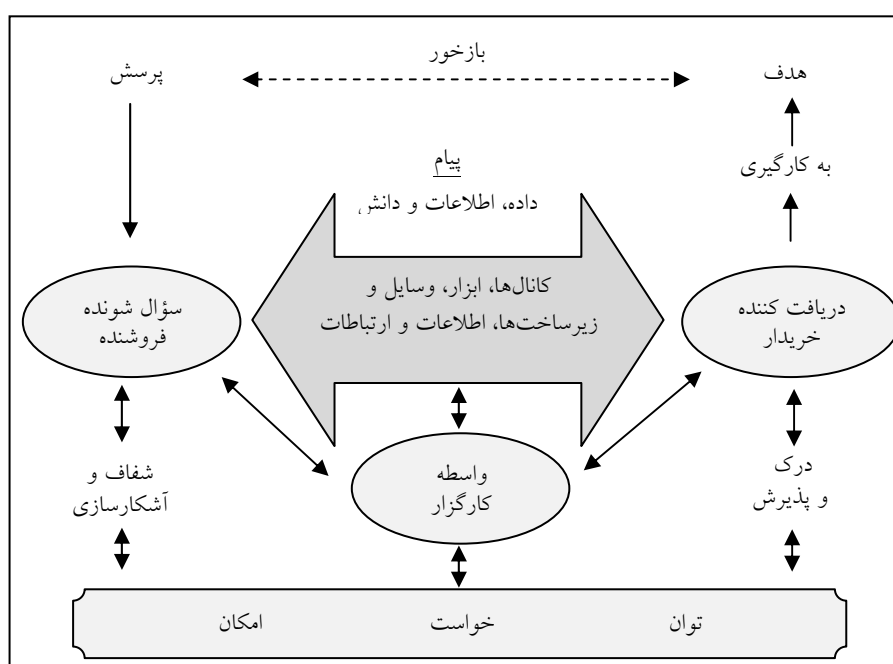 بازخور
هدف
پرسش
به کارگیری
پیام
داده، اطلاعات و دانش
کانال‌ها، ابزار، وسایل و
زیرساخت‌ها، اطلاعات و ارتباطات
دریافت کننده
خریدار
سؤال شونده
فروشنده
واسطه
کارگزار
درک
و پذیرش
شفاف و
آشکارسازی
توان
خواست
امکان